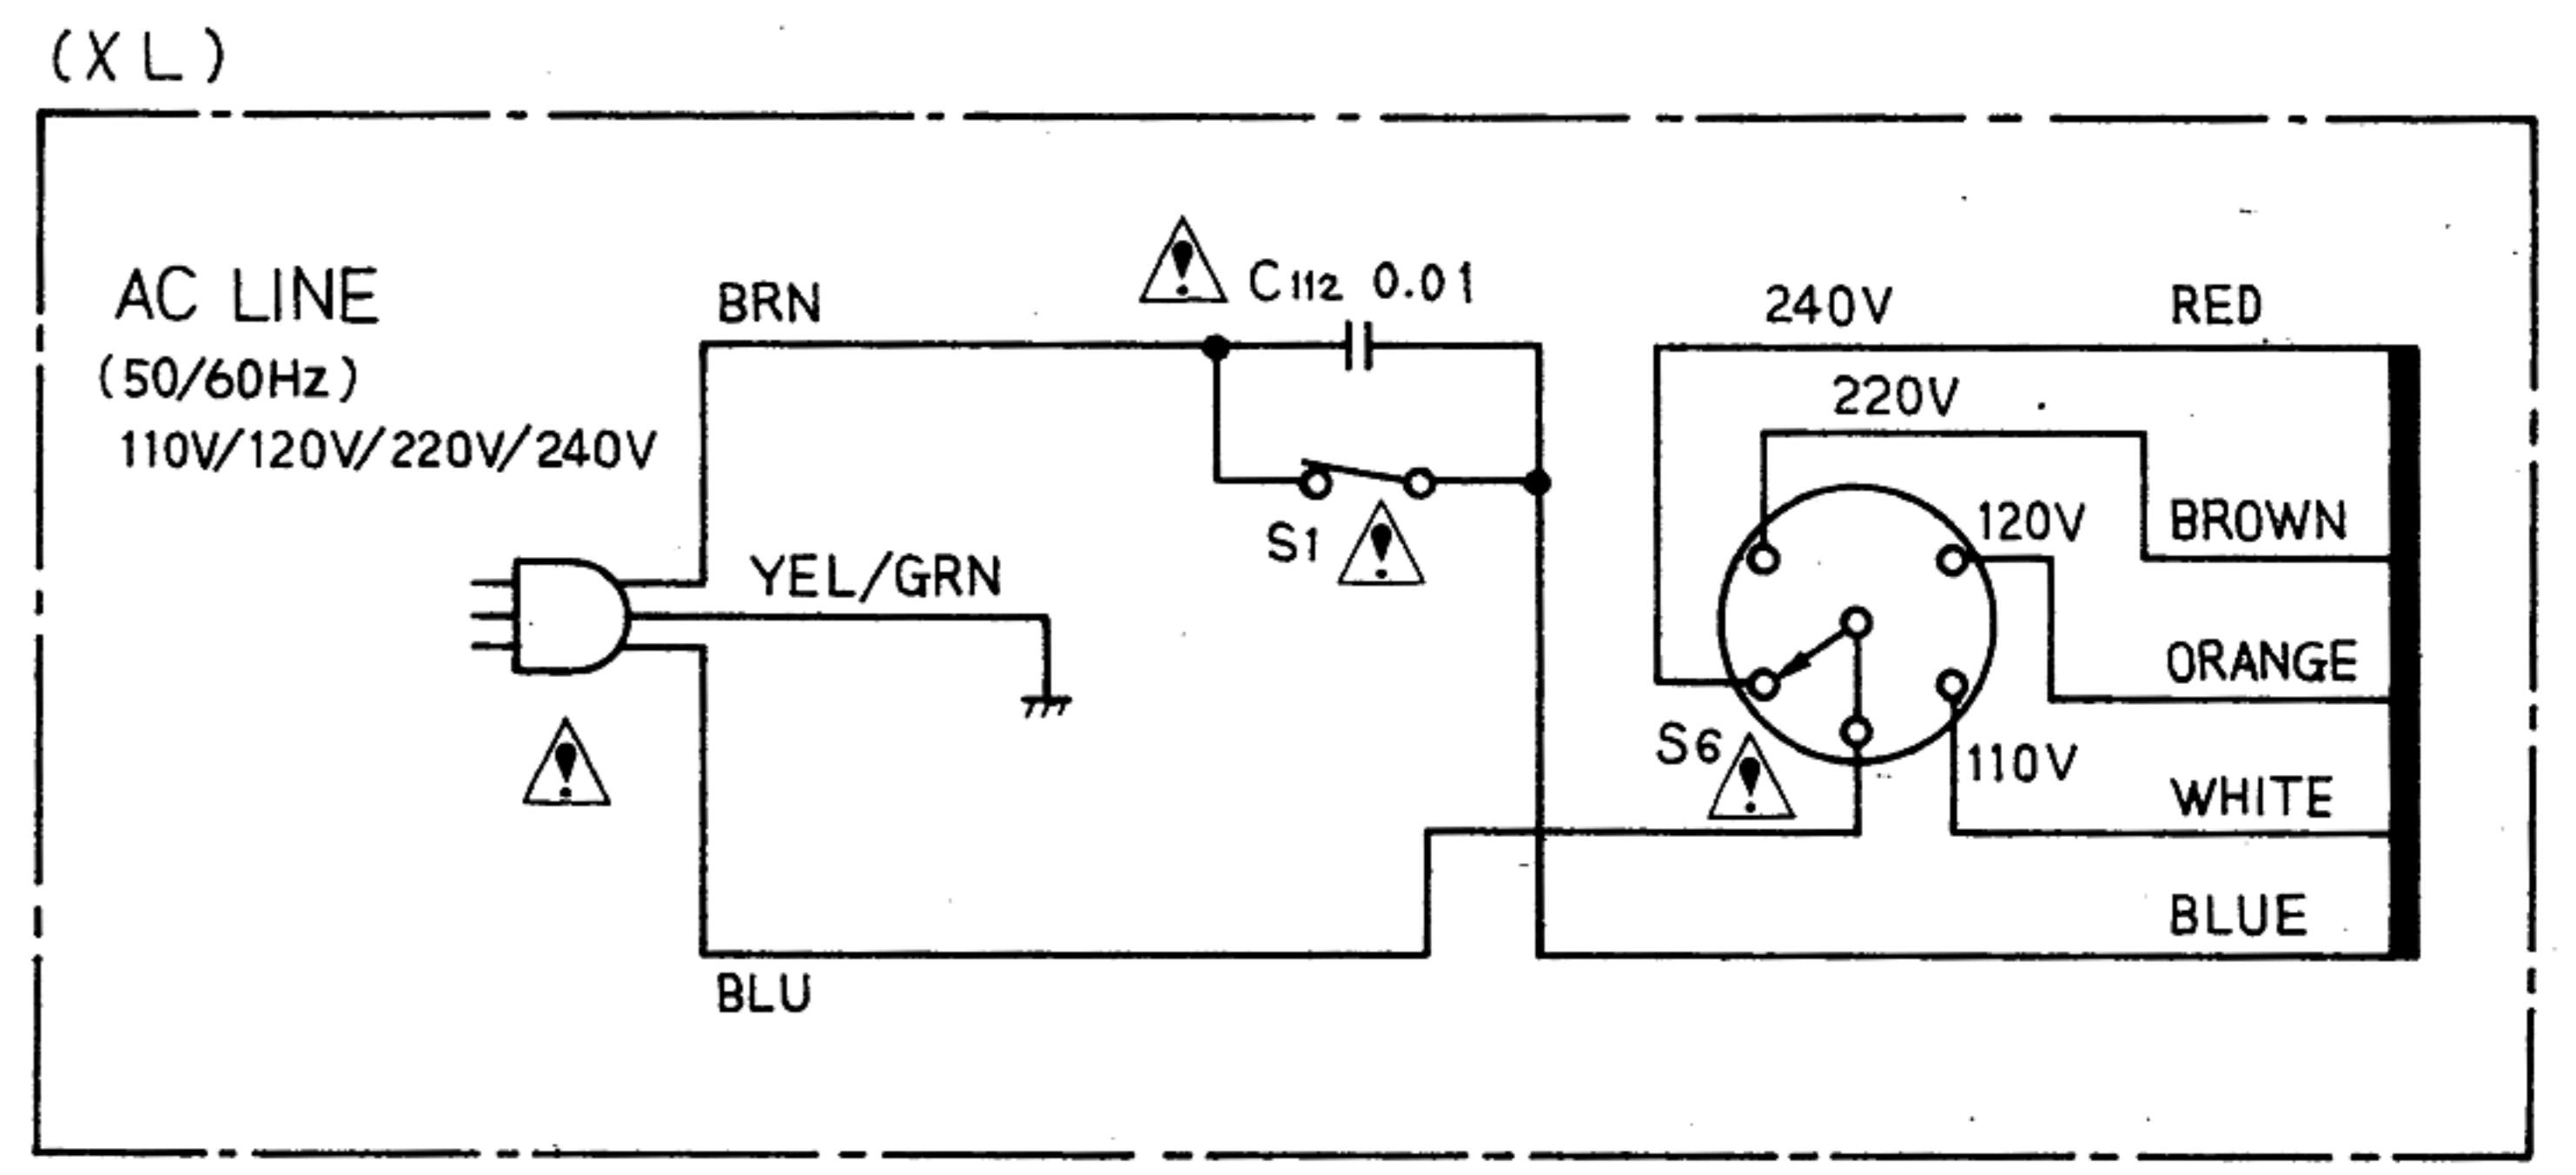 (XL)
AC LINE
(50/60Hz)
110V/120V/220V/240V
BRN
YEL/GRN
BLU
C112 0.01
S1
240V
RED
220V
120V
BROWN
ORANGE
S6
110V
WHITE
BLUE